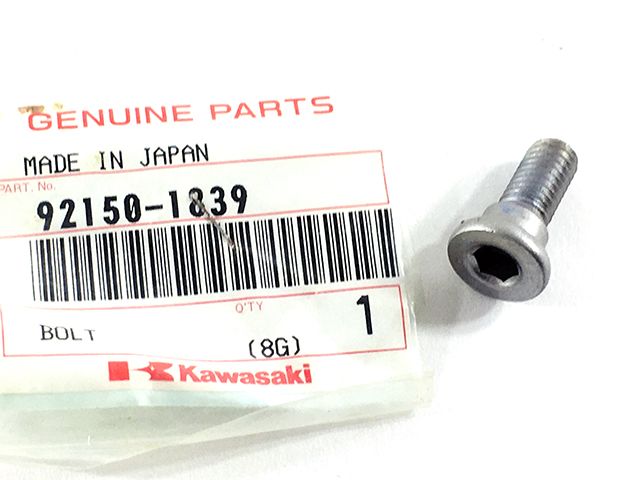 GENUINE PARTS
MADE IN JAPAN
PART. No.
92150-1839
Q'TY
BOLT
1
(8G)
Kawasaki